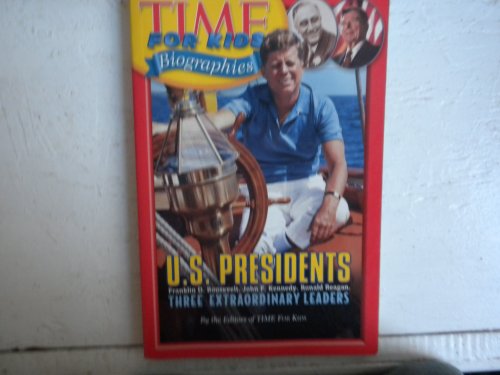 TIME
FOR KIDS
Biographies
U.S. PRESIDENTS
Franklin D. Roosevelt, John F. Kennedy, Ronald Reagan,
THREE EXTRAORDINARY LEADERS
By the Editors of TIME FOR KIDS